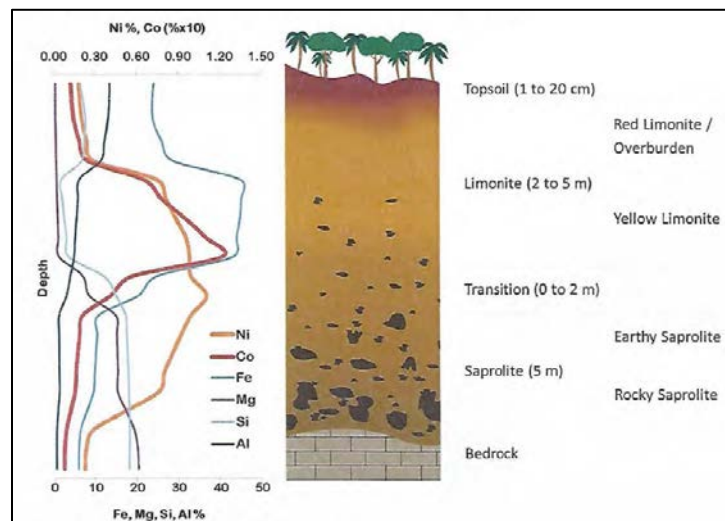 Ni %, Co (%x10)
0.00 0.30 0.60 0.90 1.20 1.50
Depth
Ni
Co
Fe
Mg
Si
Al
0 10 20 30 40 50
Fe, Mg, Si, Al %
Topsoil (1 to 20 cm)
Red Limonite /
Overburden
Limonite (2 to 5 m)
Yellow Limonite
Transition (0 to 2 m)
Earthy Saprolite
Saprolite (5 m)
Rocky Saprolite
Bedrock